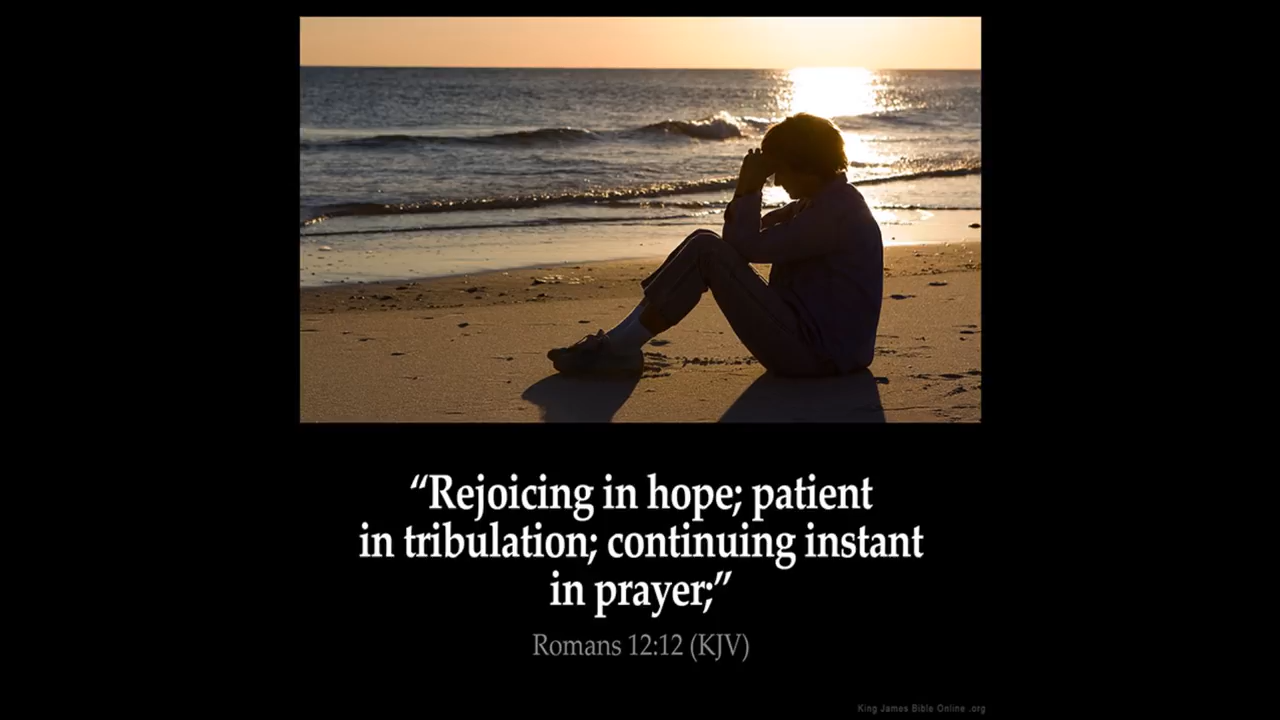 “Rejoicing in hope; patient
in tribulation; continuing instant
in prayer;”
Romans 12:12 (KJV)
King James Bible Online .org